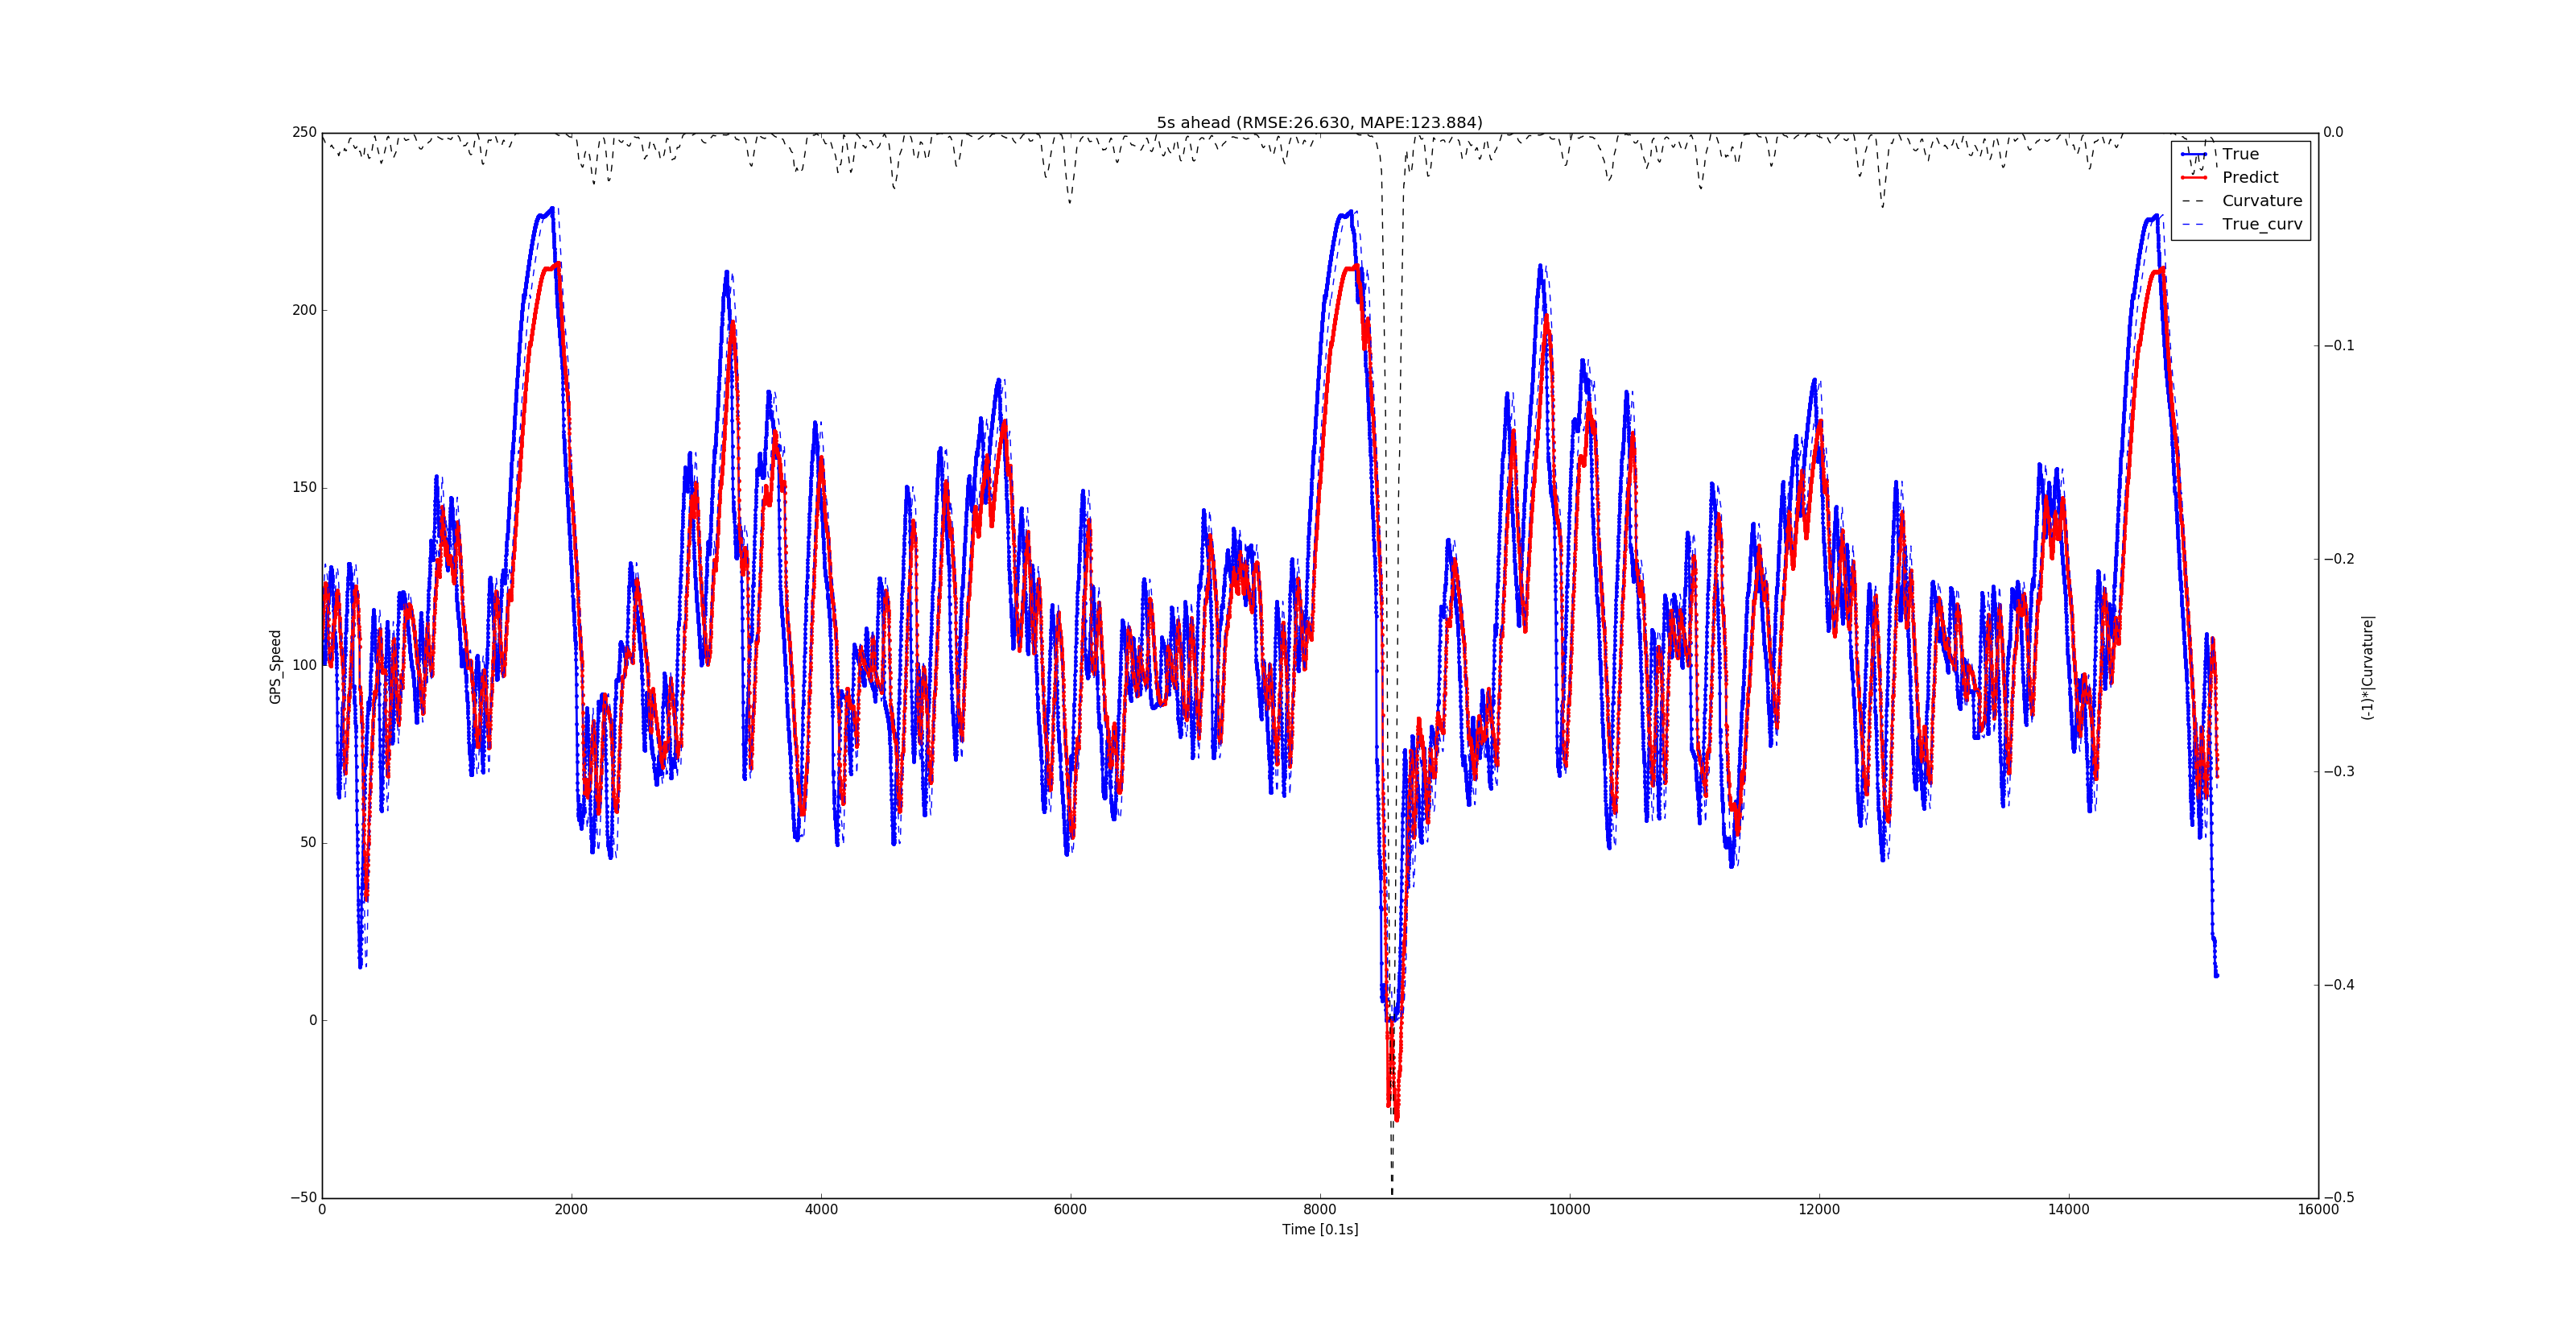 5s ahead (RMSE:26.630, MAPE:123.884)
250
200
150
100
50
0
−50
GPS_Speed
0.0
−0.1
−0.2
−0.3
−0.4
−0.5
(-1)*|Curvature|
True
Predict
Curvature
True_curv
0 2000 4000 6000 8000 10000 12000 14000 16000
Time [0.1s]